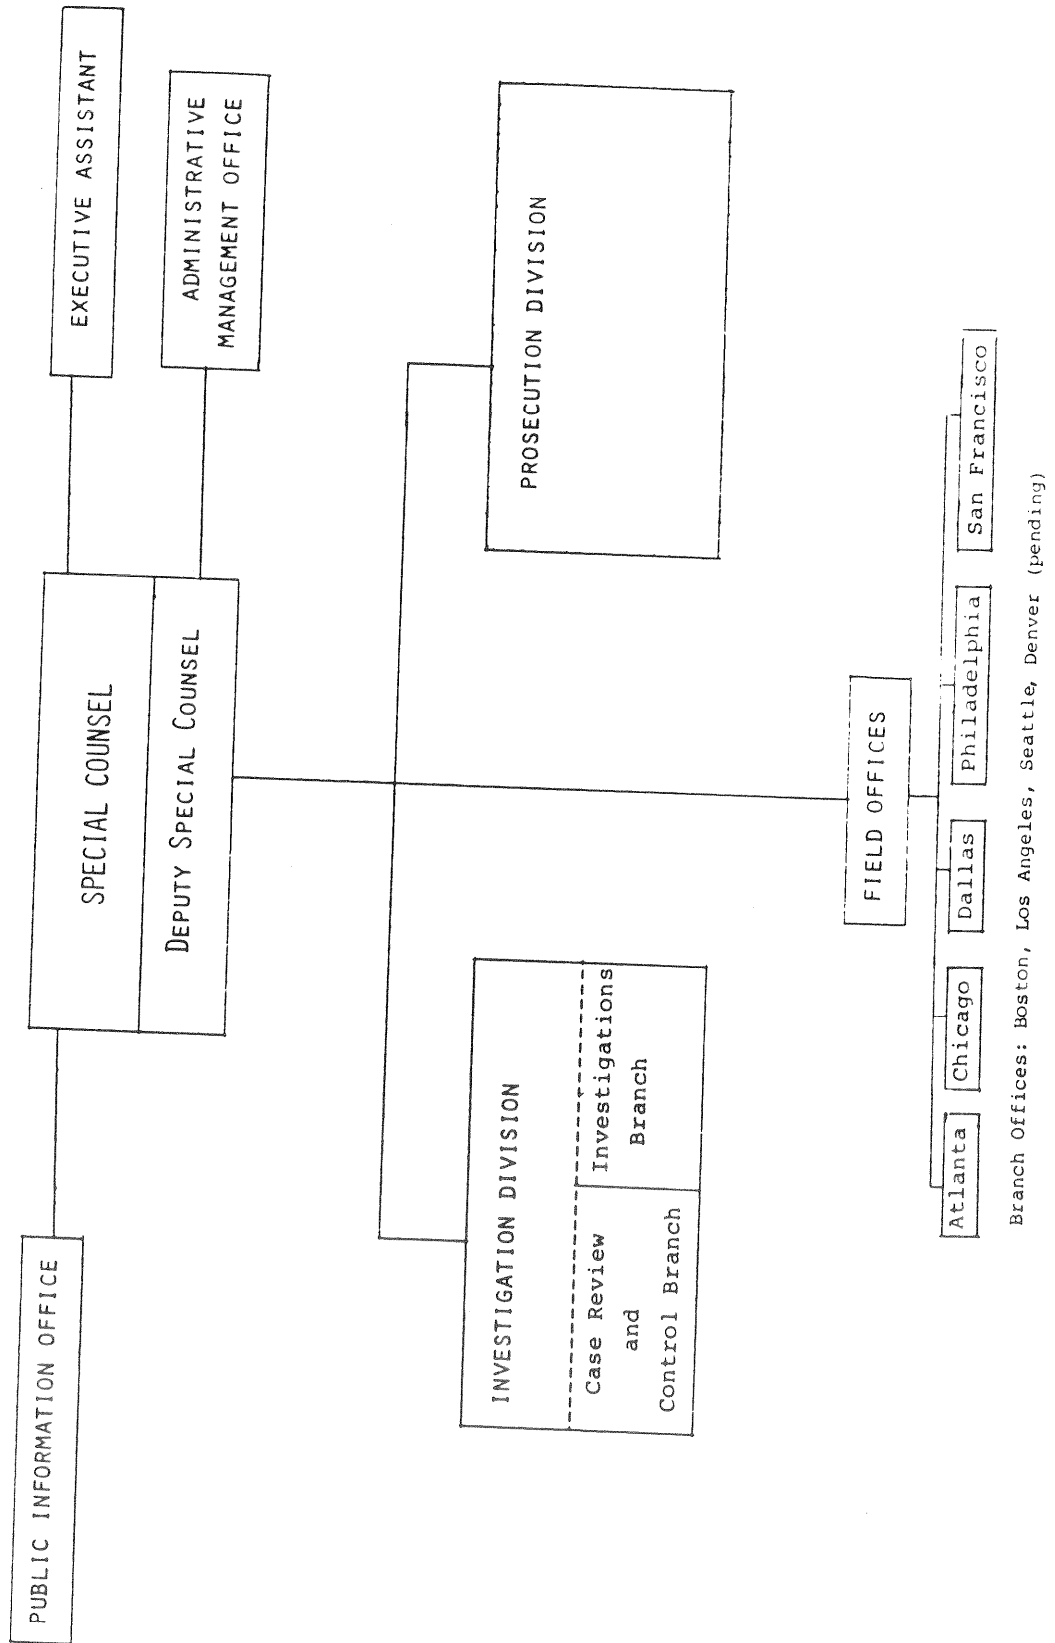 EXECUTIVE ASSISTANT
ADMINISTRATIVE
MANAGEMENT OFFICE
SPECIAL COUNSEL
DEPUTY SPECIAL COUNSEL
PUBLIC INFORMATION OFFICE
INVESTIGATION DIVISION
Case Review
and
Control Branch
Investigations
Branch
PROSECUTION DIVISION
FIELD OFFICES
Atlanta
Chicago
Dallas
Philadelphia
San Francisco
Branch Offices: Boston, Los Angeles, Seattle, Denver (pending)